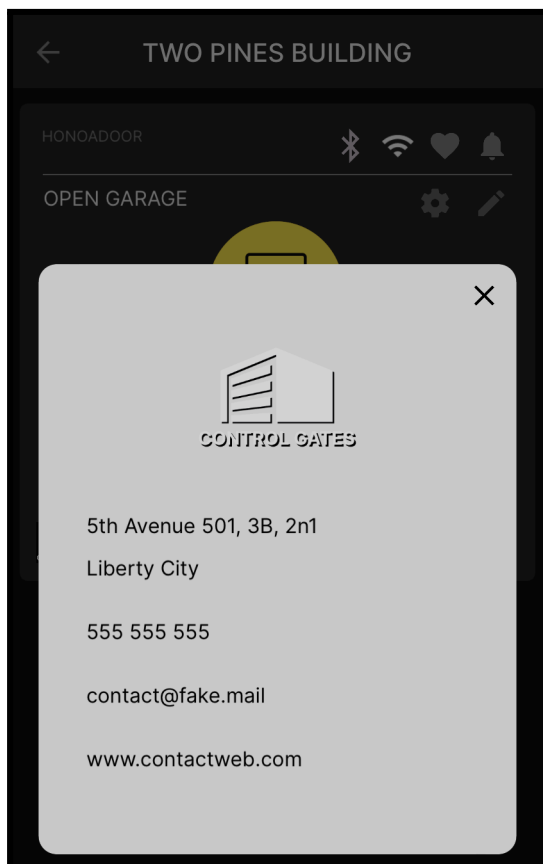 TWO PINES BUILDING
HONOADOOR
OPEN GARAGE
CONTROL GATES
5th Avenue 501, 3B, 2n1
Liberty City
555 555 555
contact@fake.mail
www.contactweb.com